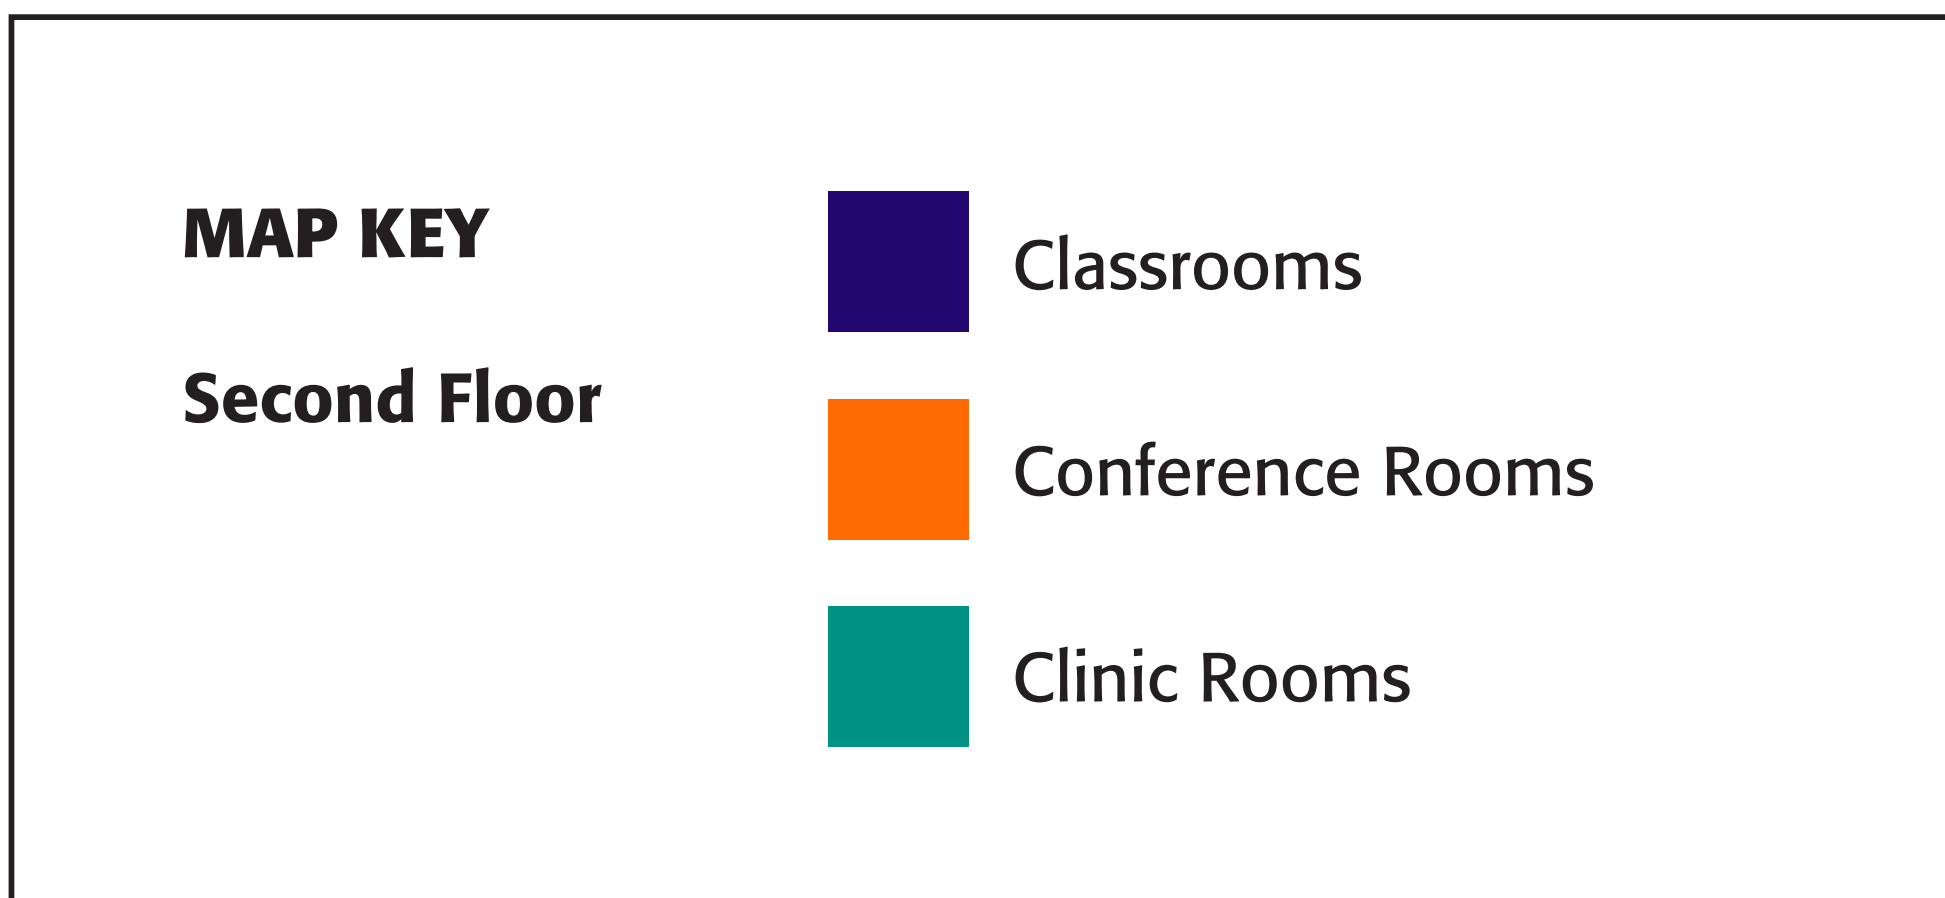 MAP KEY
Second Floor
Classrooms
Conference Rooms
Clinic Rooms